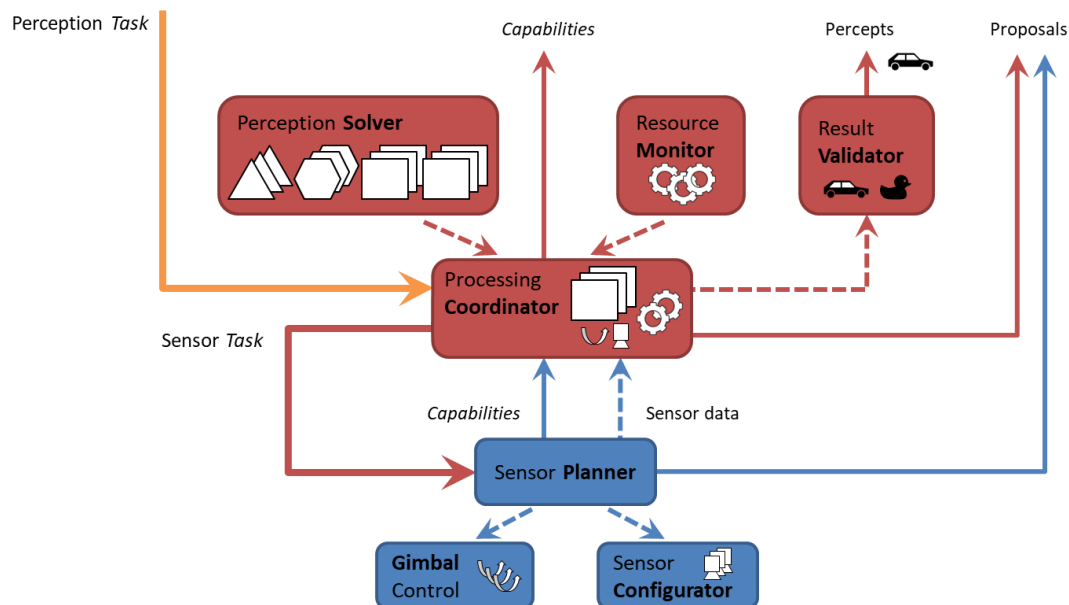 Perception Task
Capabilities
Percepts
Proposals
Perception Solver
Resource
Monitor
Result
Validator
Processing
Coordinator
Sensor Task
Capabilities
Sensor data
Sensor Planner
Gimbal
Control
Sensor
Configurator